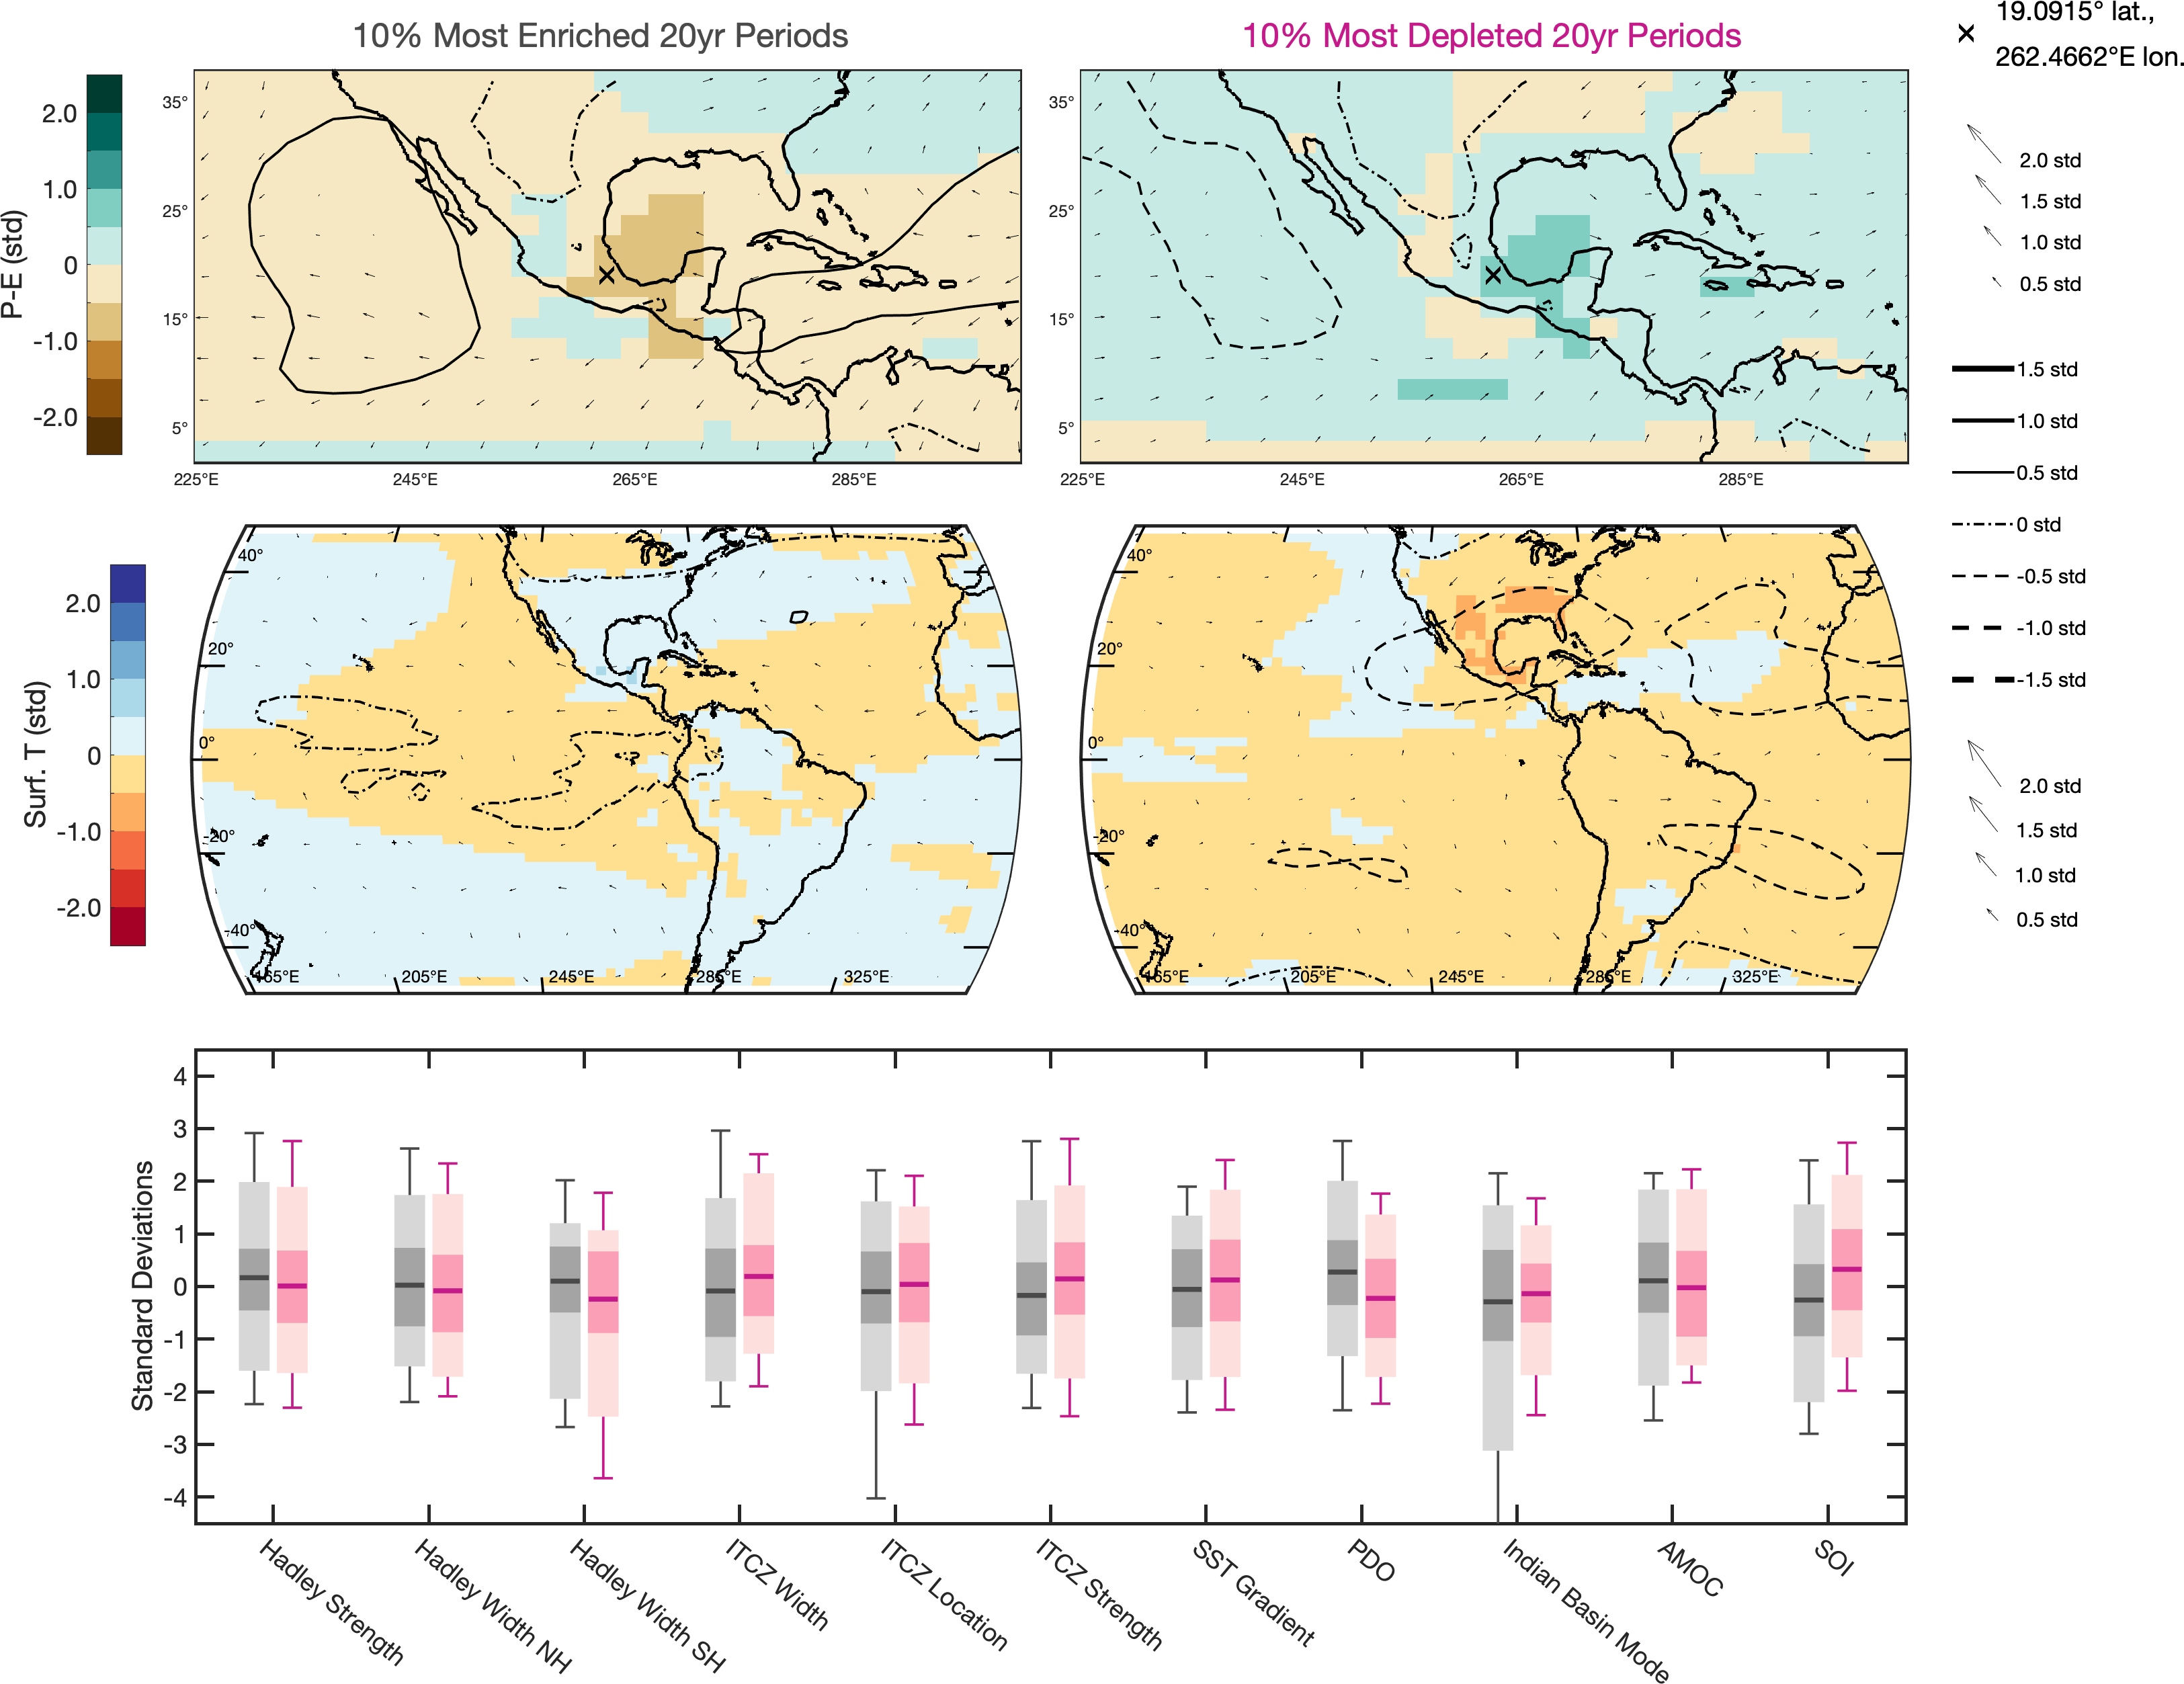 10% Most Enriched 20yr Periods
10% Most Depleted 20yr Periods
19.0915° lat.,
262.4662°E lon.
P-E (std)
2.0
1.0
0
-1.0
-2.0
35°
25°
15°
5°
225°E
245°E
265°E
285°E
35°
25°
15°
5°
225°E
245°E
265°E
285°E
2.0 std
1.5 std
1.0 std
0.5 std
1.5 std
1.0 std
0.5 std
0 std
-0.5 std
-1.0 std
-1.5 std
2.0 std
1.5 std
1.0 std
0.5 std
Surf. T (std)
2.0
1.0
0
-1.0
-2.0
40°
20°
0°
-20°
-40°
165°E
205°E
245°E
285°E
325°E
40°
20°
0°
-20°
-40°
165°E
205°E
245°E
285°E
325°E
Standard Deviations
4
3
2
1
0
-1
-2
-3
-4
Hadley Strength
Hadley Width NH
Hadley Width SH
ITCZ Width
ITCZ Location
ITCZ Strength
SST Gradient
PDO
Indian Basin Mode
AMOC
SOI